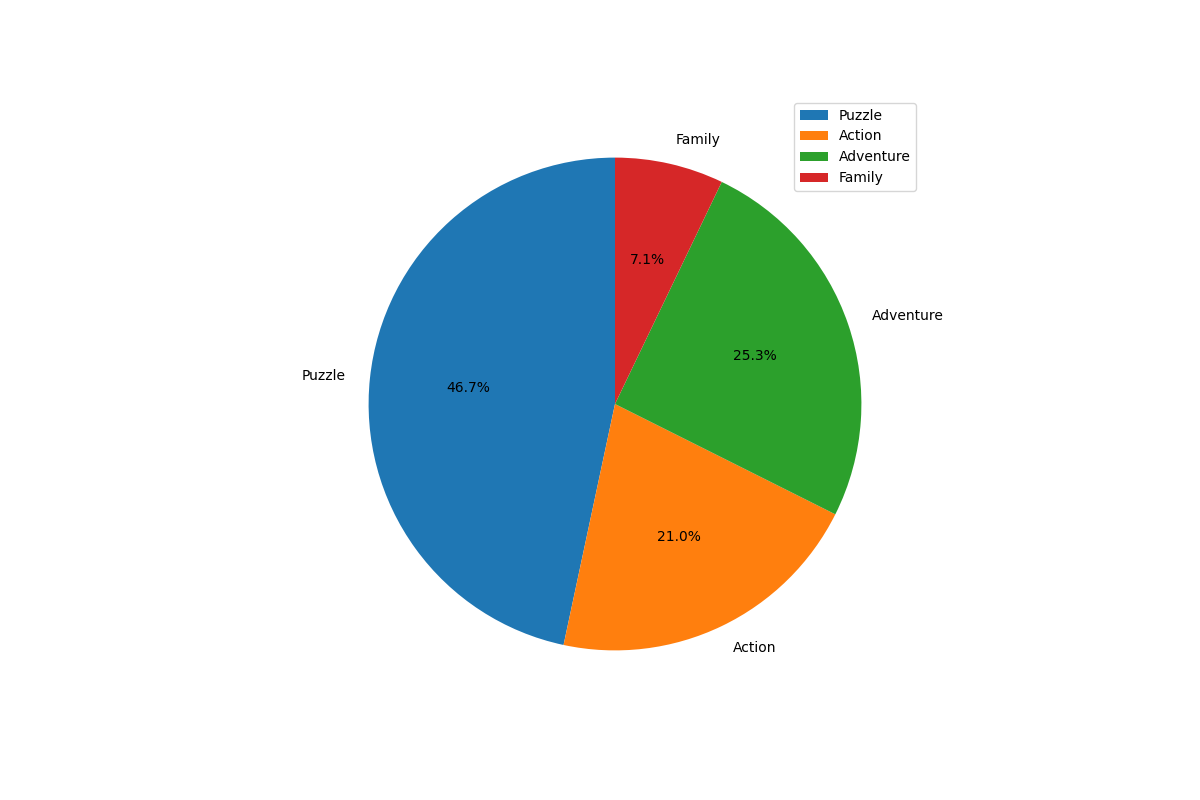 Puzzle
Action
Adventure
Family
Family
7.1%
Adventure
25.3%
Puzzle
46.7%
21.0%
Action